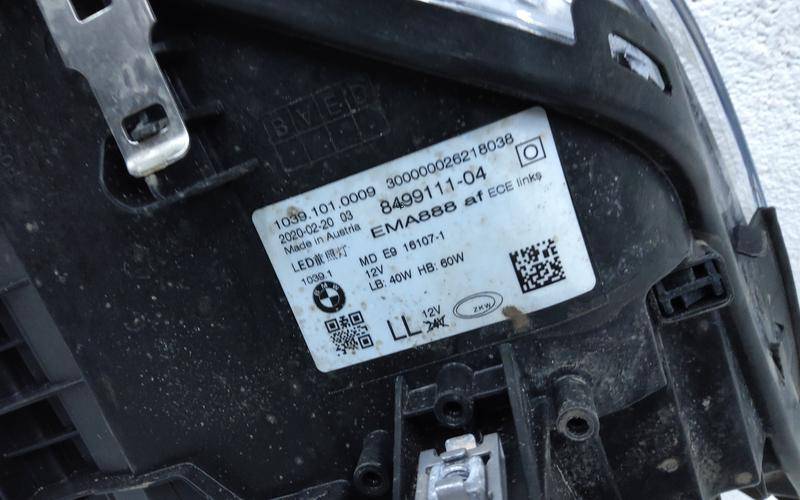 BVED
1039.101.0009 300000026218038
2020-02-20 03 8499111-04
Made in Austria EMA888 af ECE links
LED前照灯 MD E9 16107-1
1039.1 12V
LB: 40W HB: 60W
BMW
LL 12V
24V
ZKW